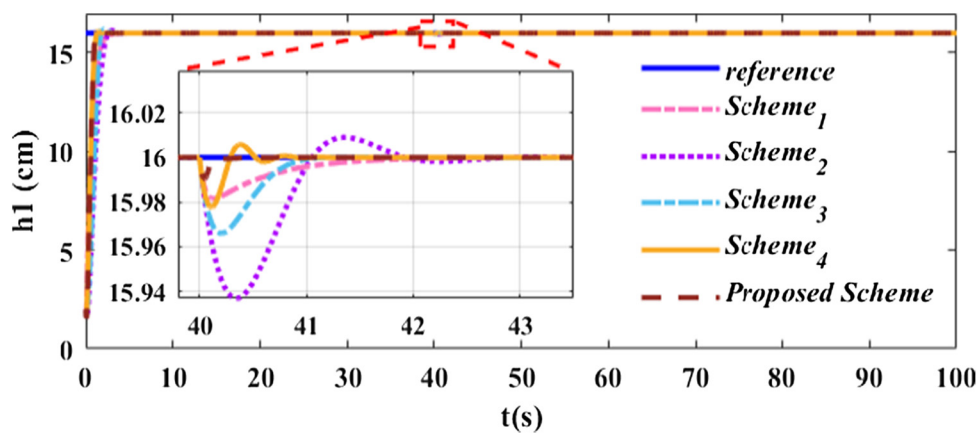 15
10
5
0
h1 (cm)
16.02
16
15.98
15.96
15.94
40 41 42 43
reference
Scheme1
Scheme2
Scheme3
Scheme4
Proposed Scheme
0 10 20 30 40 50 60 70 80 90 100
t(s)